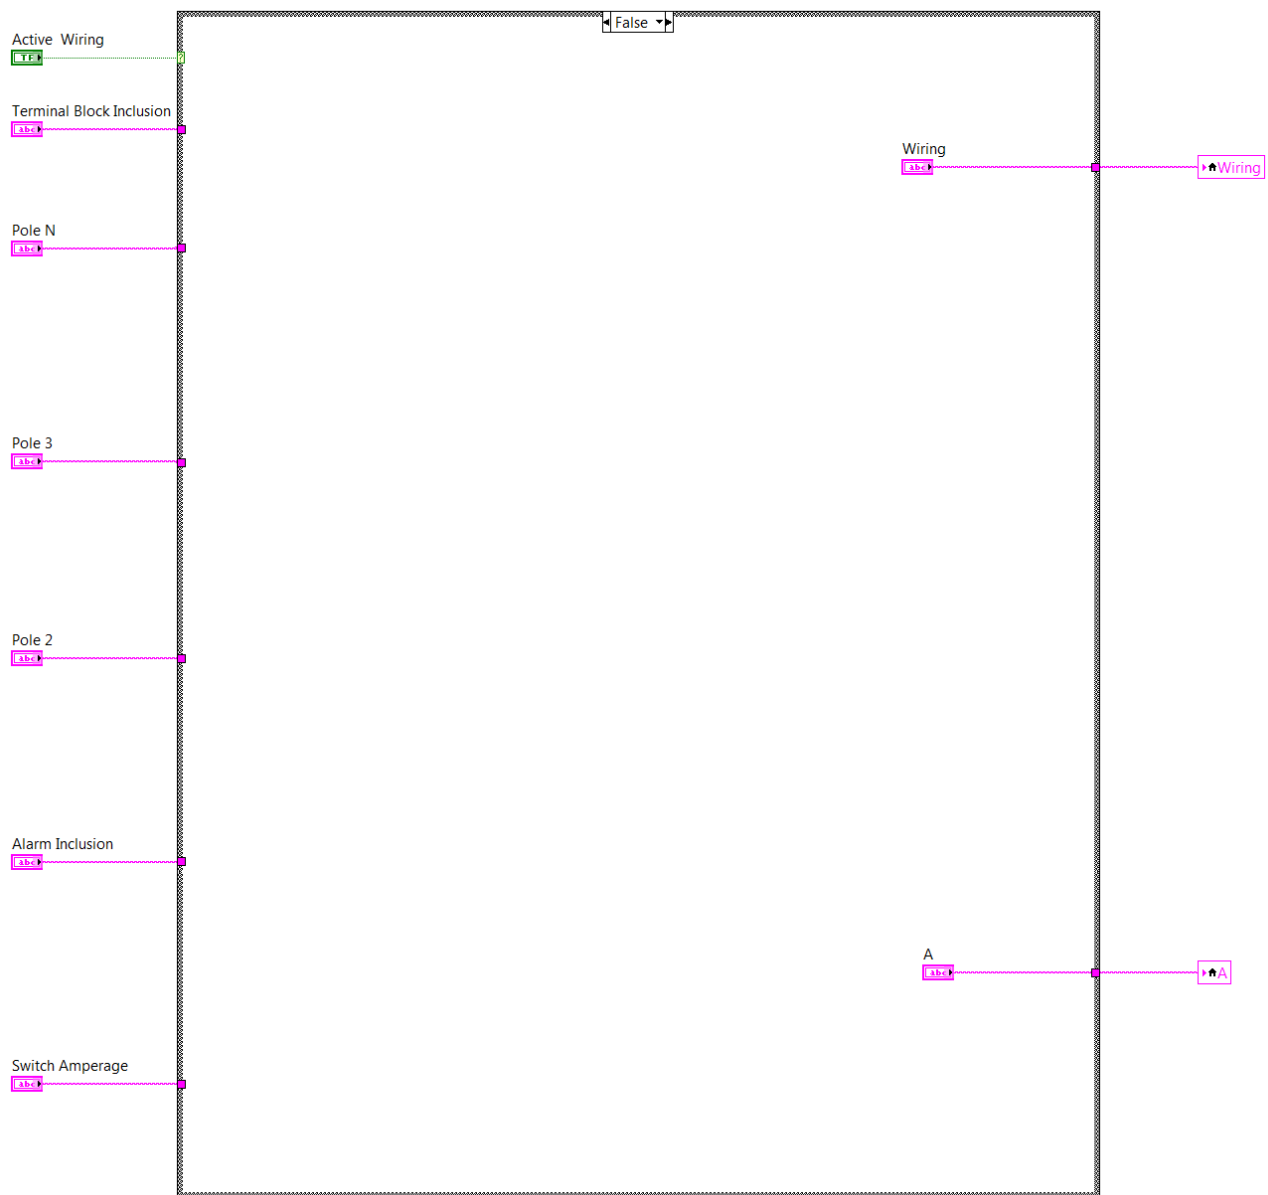 False
Active  Wiring
TF
?
Terminal Block Inclusion
abc
Wiring
abc
Wiring
Pole N
abc
Pole 3
abc
Pole 2
abc
Alarm Inclusion
abc
A
abc
A
Switch Amperage
abc